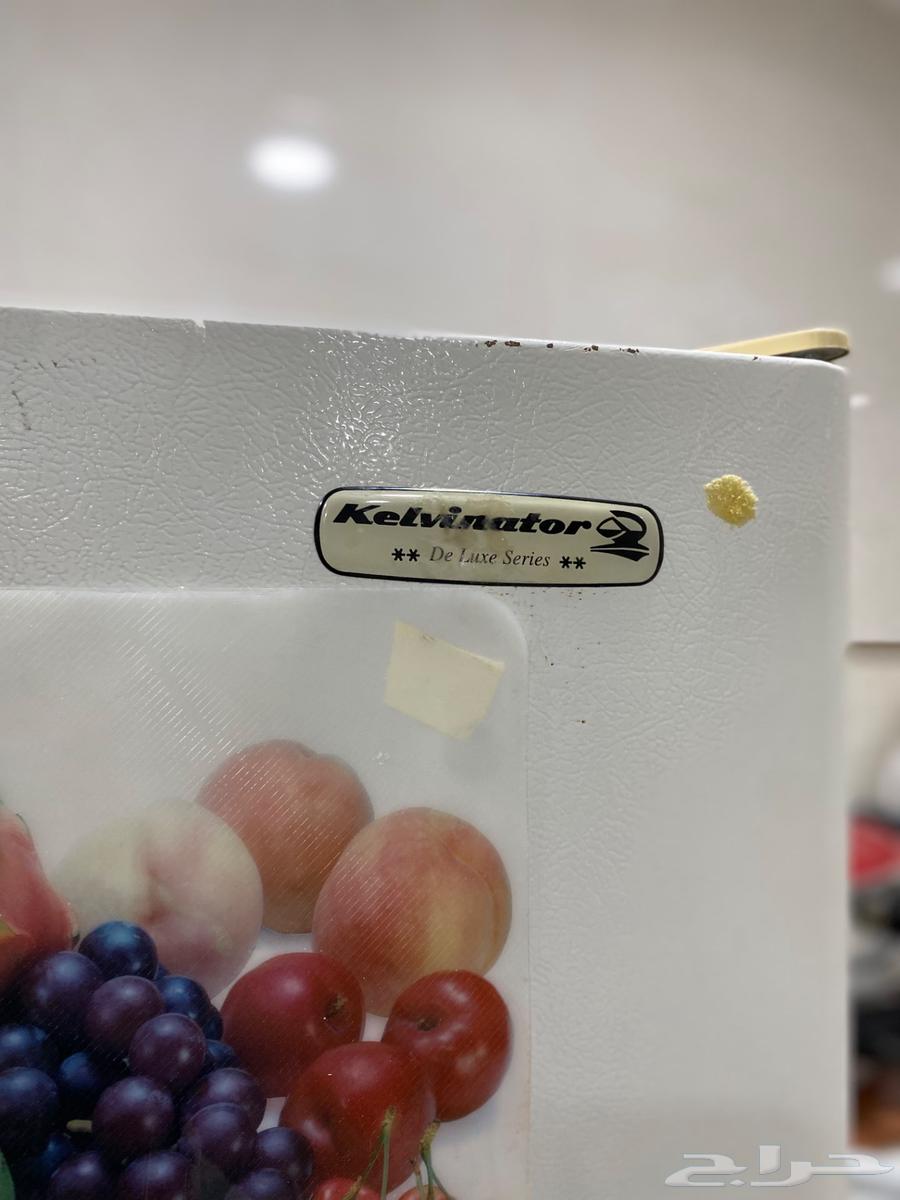 Kelvinator
** De Luxe Series **
حراج